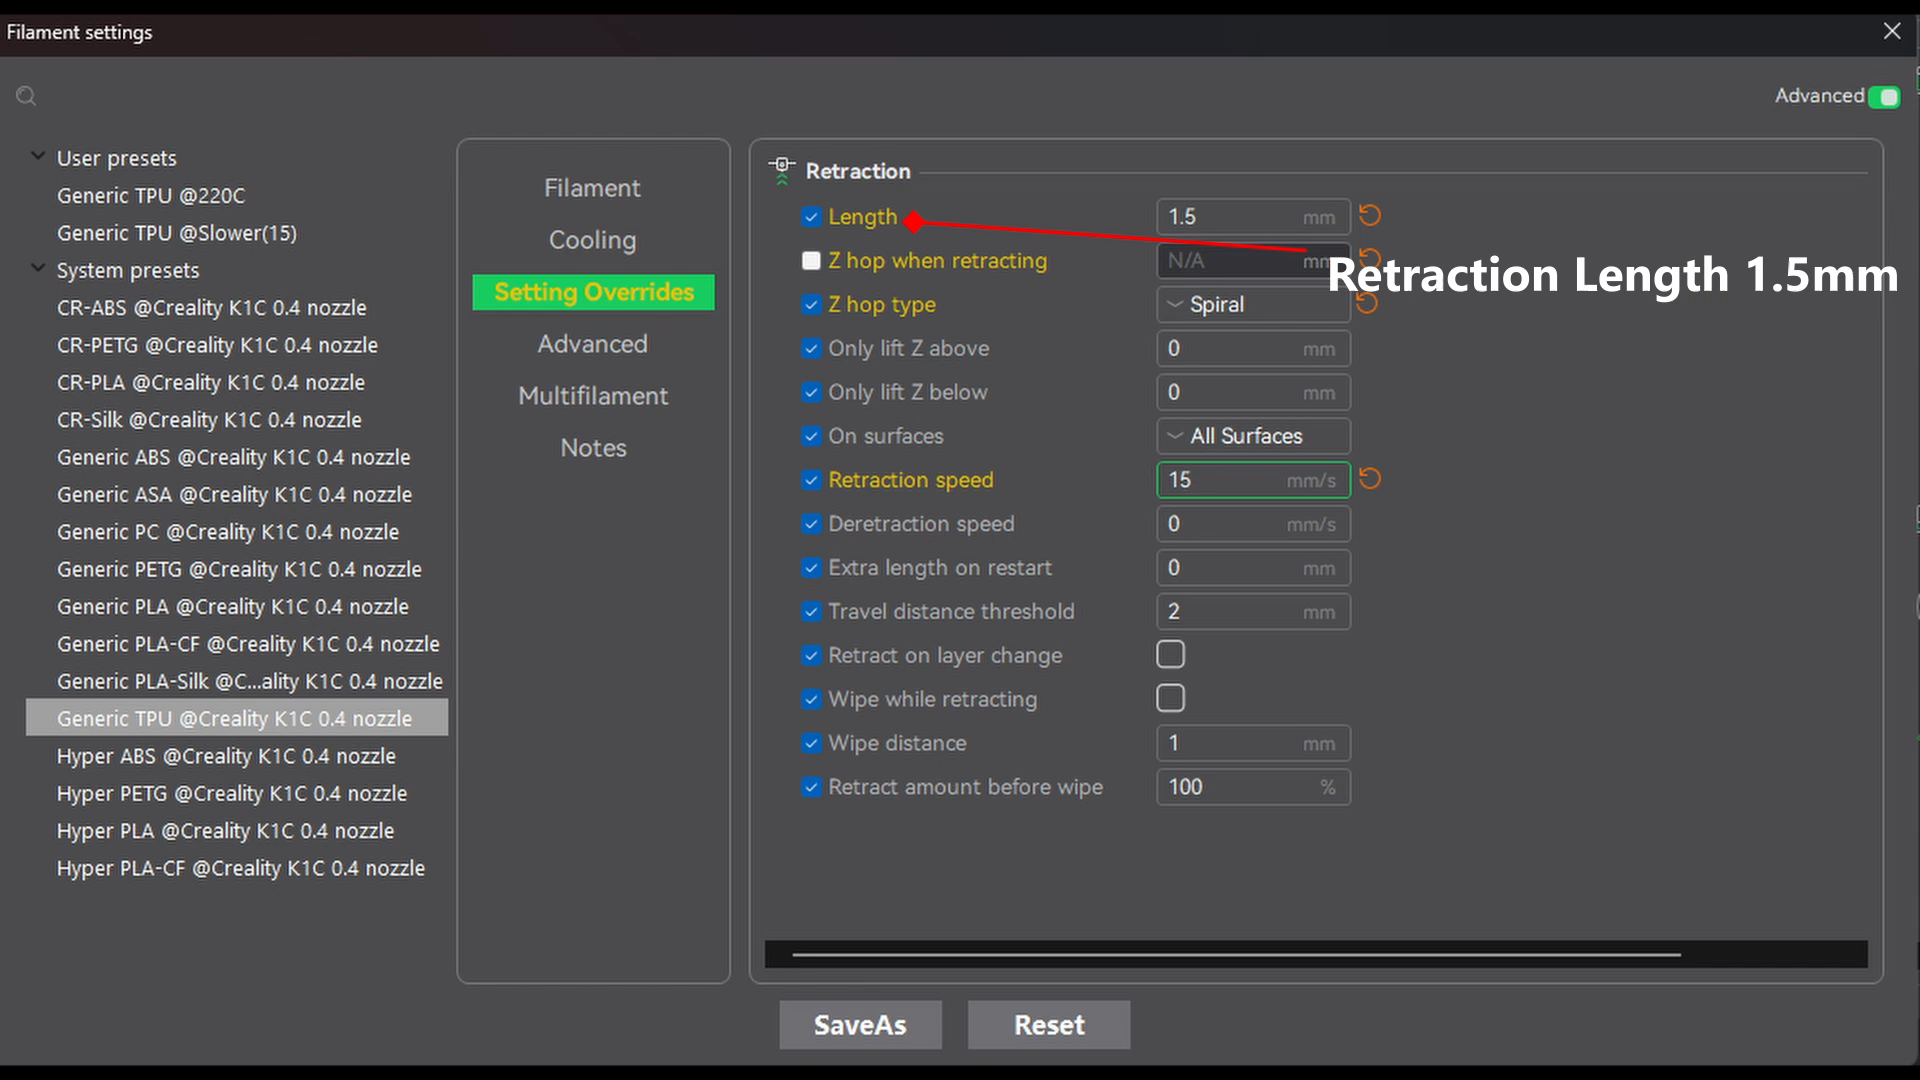 Filament settings
Advanced
User presets
Generic TPU @220C
Generic TPU @Slower(15)
System presets
CR-ABS @Creality K1C 0.4 nozzle
CR-PETG @Creality K1C 0.4 nozzle
CR-PLA @Creality K1C 0.4 nozzle
CR-Silk @Creality K1C 0.4 nozzle
Generic ABS @Creality K1C 0.4 nozzle
Generic ASA @Creality K1C 0.4 nozzle
Generic PC @Creality K1C 0.4 nozzle
Generic PETG @Creality K1C 0.4 nozzle
Generic PLA @Creality K1C 0.4 nozzle
Generic PLA-CF @Creality K1C 0.4 nozzle
Generic PLA-Silk @C...ality K1C 0.4 nozzle
Generic TPU @Creality K1C 0.4 nozzle
Hyper ABS @Creality K1C 0.4 nozzle
Hyper PETG @Creality K1C 0.4 nozzle
Hyper PLA @Creality K1C 0.4 nozzle
Hyper PLA-CF @Creality K1C 0.4 nozzle
Filament
Cooling
Setting Overrides
Advanced
Multifilament
Notes
Retraction
Length 1.5 mm
Z hop when retracting N/A mm
Retraction Length 1.5mm
Z hop type Spiral
Only lift Z above 0 mm
Only lift Z below 0 mm
On surfaces All Surfaces
Retraction speed 15 mm/s
Deretraction speed 0 mm/s
Extra length on restart 0 mm
Travel distance threshold 2 mm
Retract on layer change
Wipe while retracting
Wipe distance 1 mm
Retract amount before wipe 100 %
SaveAs
Reset